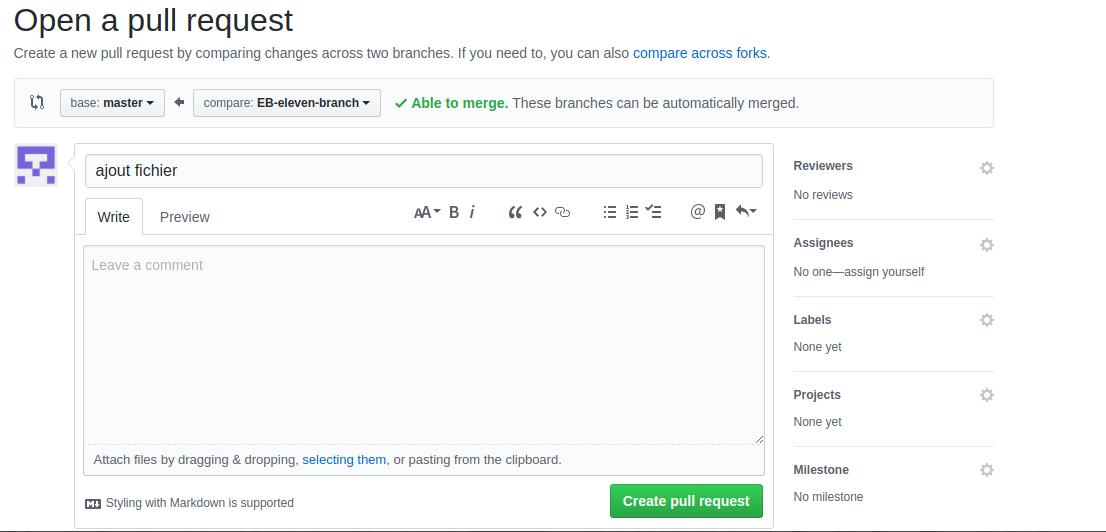 Open a pull request
Create a new pull request by comparing changes across two branches. If you need to, you can also compare across forks.
base: master compare: EB-eleven-branch Able to merge. These branches can be automatically merged.
ajout fichier
Write Preview AA B i @
Leave a comment
Attach files by dragging & dropping, selecting them, or pasting from the clipboard.
Styling with Markdown is supported
Create pull request
Reviewers
No reviews
Assignees
No one—assign yourself
Labels
None yet
Projects
None yet
Milestone
No milestone